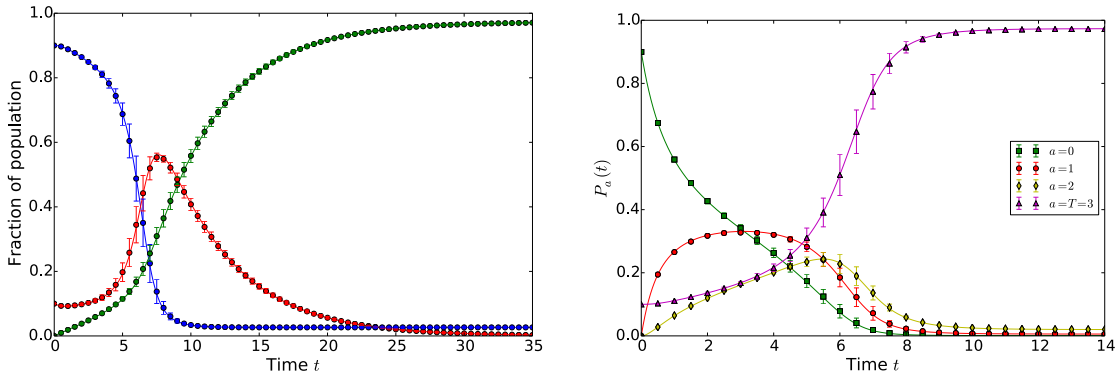 Fraction of population
1.0
0.8
0.6
0.4
0.2
0.0
0 5 10 15 20 25 30 35
Time t
P_a(t)
1.0
0.8
0.6
0.4
0.2
0.0
0 2 4 6 8 10 12 14
Time t
a=0
a=1
a=2
a=T=3